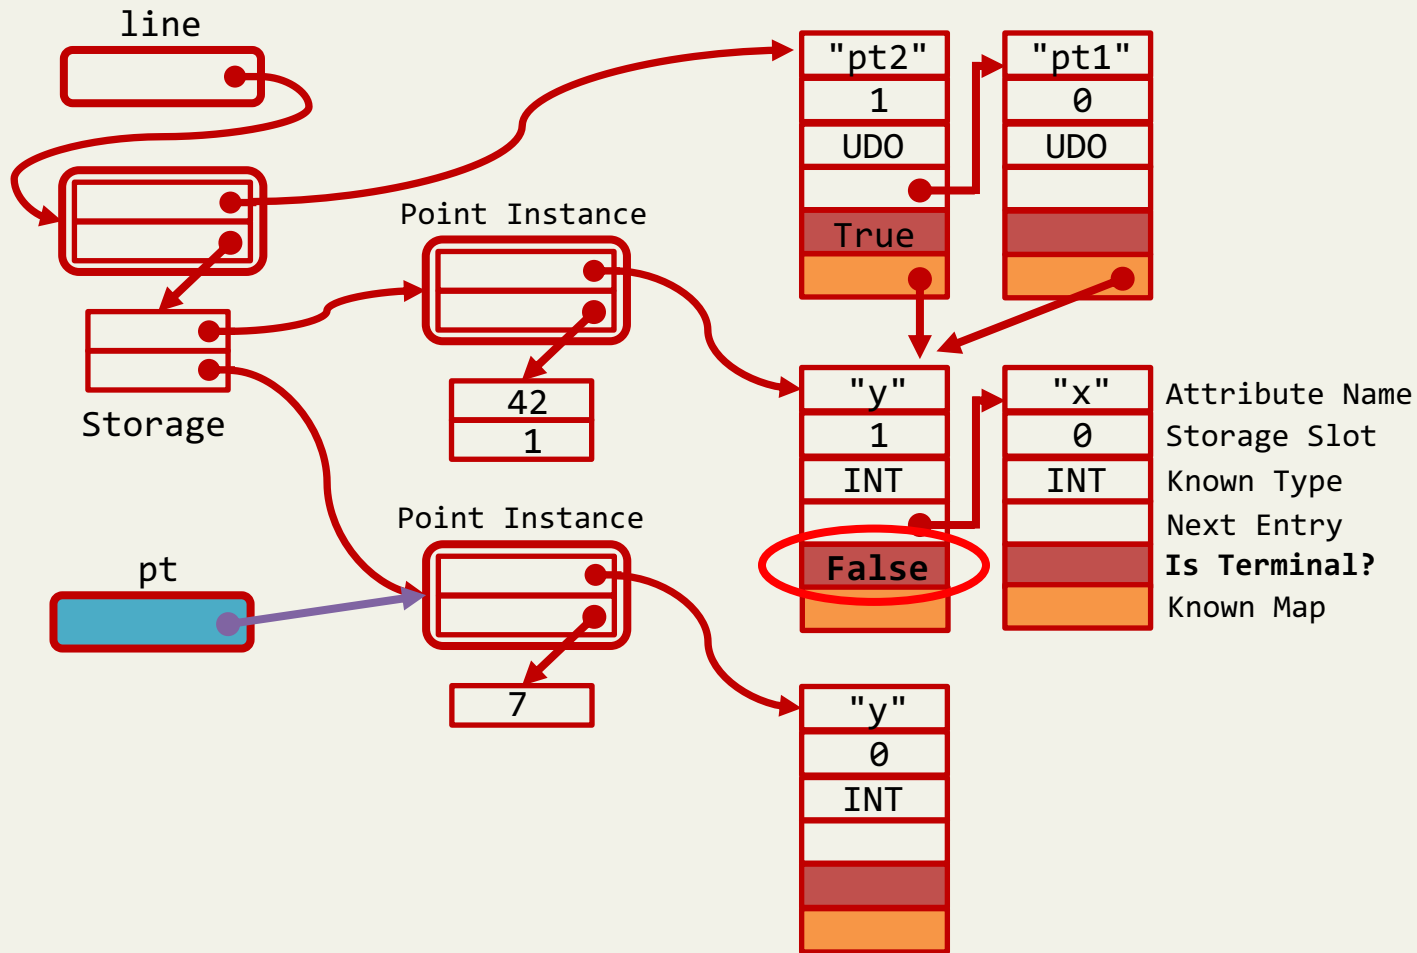 line
"pt2" "pt1"
1 0
UDO UDO
Point Instance
True
42
1
Storage
"y" "x" Attribute Name
1 0 Storage Slot
INT INT Known Type
Next Entry
Point Instance
False Is Terminal?
Known Map
pt
7
"y"
0
INT